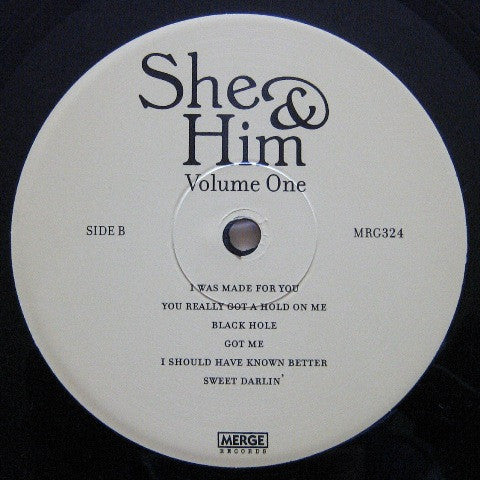 She &
Him
Volume One
SIDE B
MRG324
I WAS MADE FOR YOU
YOU REALLY GOT A HOLD ON ME
BLACK HOLE
GOT ME
I SHOULD HAVE KNOWN BETTER
SWEET DARLIN'
MERGE
RECORDS